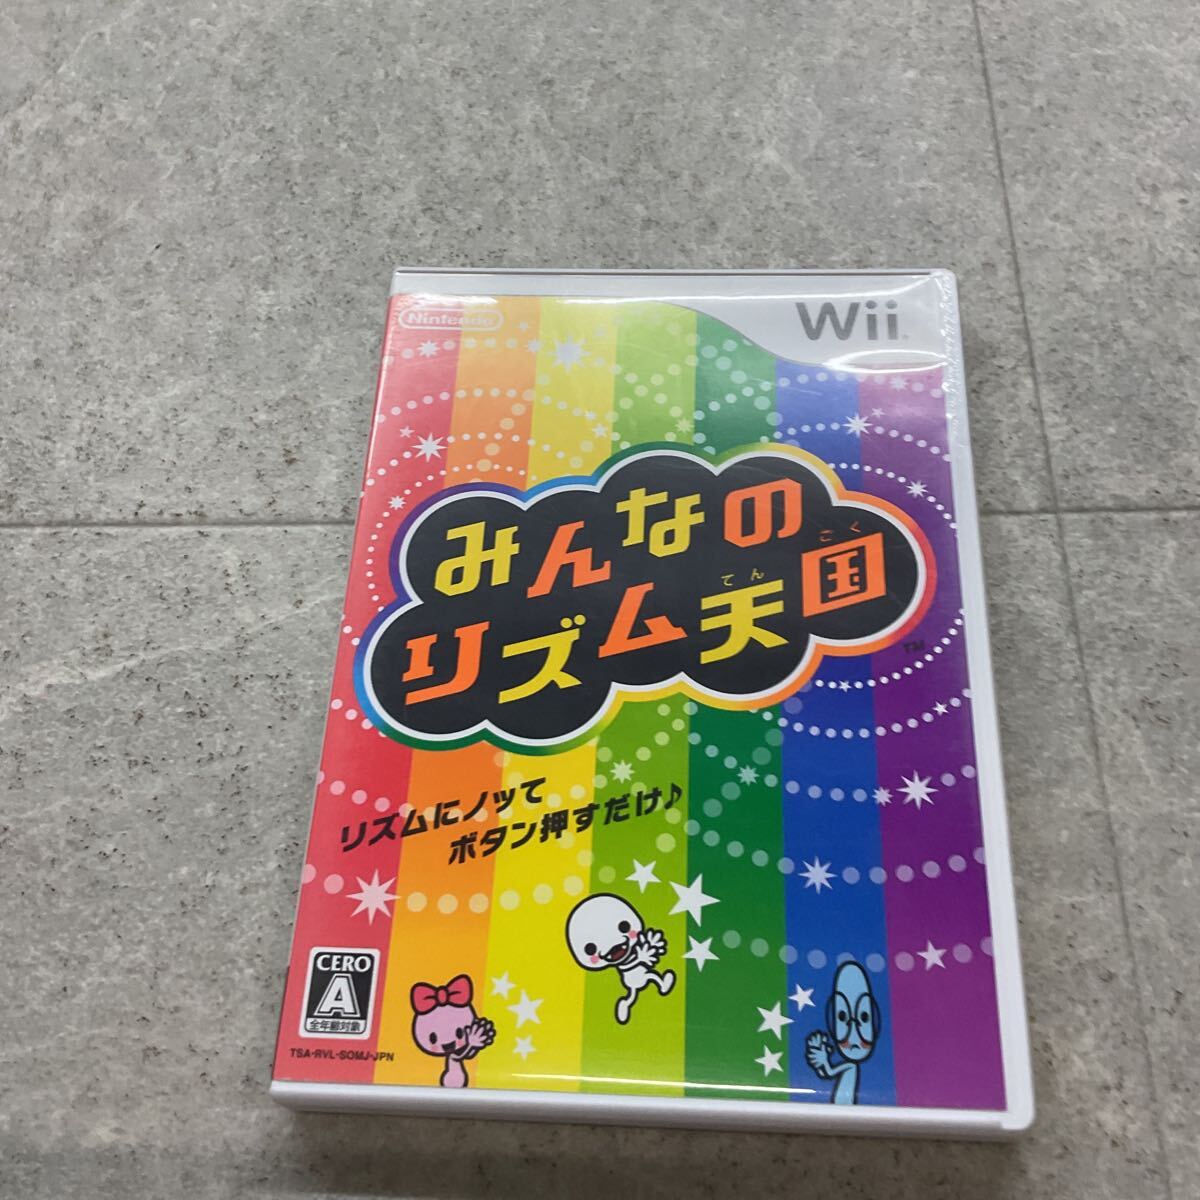 Nintendo
Wii
みんなの
リズム天国
てん
ごく
TM
リズムにノッて
ボタン押すだけ♪
CERO
A
全年齢対象
TSA-RVL-SOMJ-JPN